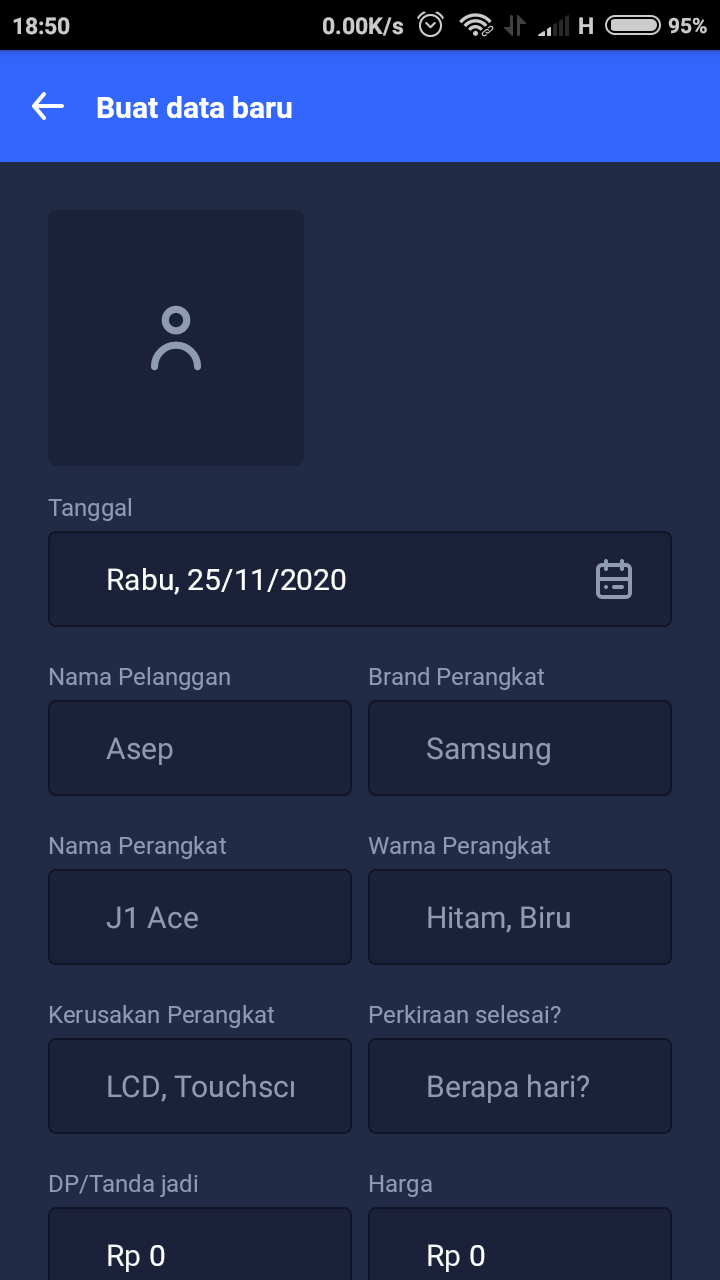 18:50 0.00K/s H 95%
Buat data baru
Tanggal
Rabu, 25/11/2020
Nama Pelanggan Brand Perangkat
Asep Samsung
Nama Perangkat Warna Perangkat
J1 Ace Hitam, Biru
Kerusakan Perangkat Perkiraan selesai?
LCD, Touchscr Berapa hari?
DP/Tanda jadi Harga
Rp 0 Rp 0